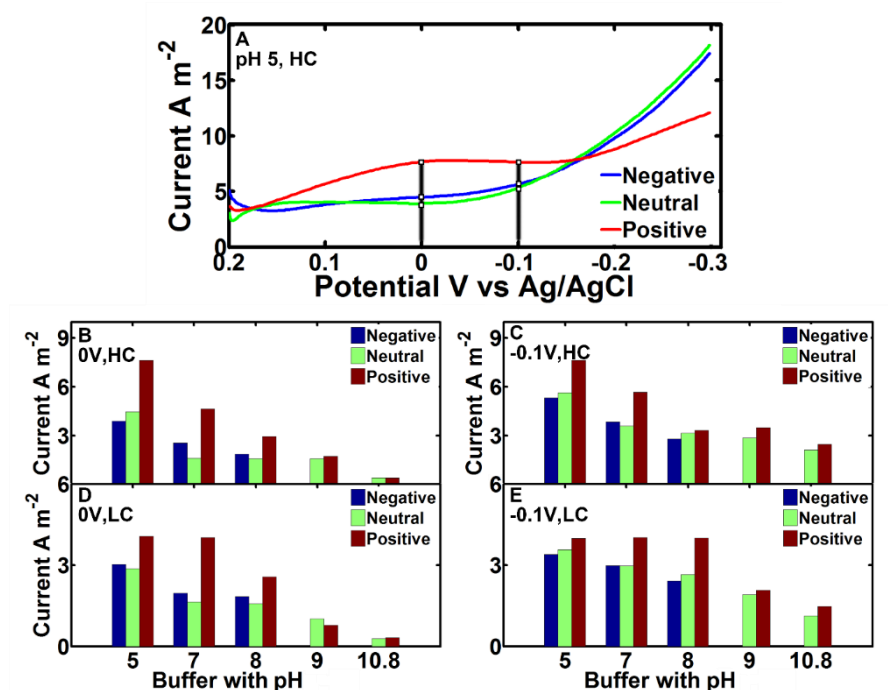 A
pH 5, HC
Current A m-2
20
15
10
5
0
0.2 0.1 0 -0.1 -0.2 -0.3
Potential V vs Ag/AgCl
Negative
Neutral
Positive
B
0V,HC
Current A m-2
9
6
3
6
Negative
Neutral
Positive
C
-0.1V,HC
Current A m-2
9
6
3
6
Negative
Neutral
Positive
D
0V,LC
Current A m-2
3
0
Negative
Neutral
Positive
5 7 8 9 10.8
Buffer with pH
E
-0.1V,LC
Current A m-2
3
0
Negative
Neutral
Positive
5 7 8 9 10.8
Buffer with pH